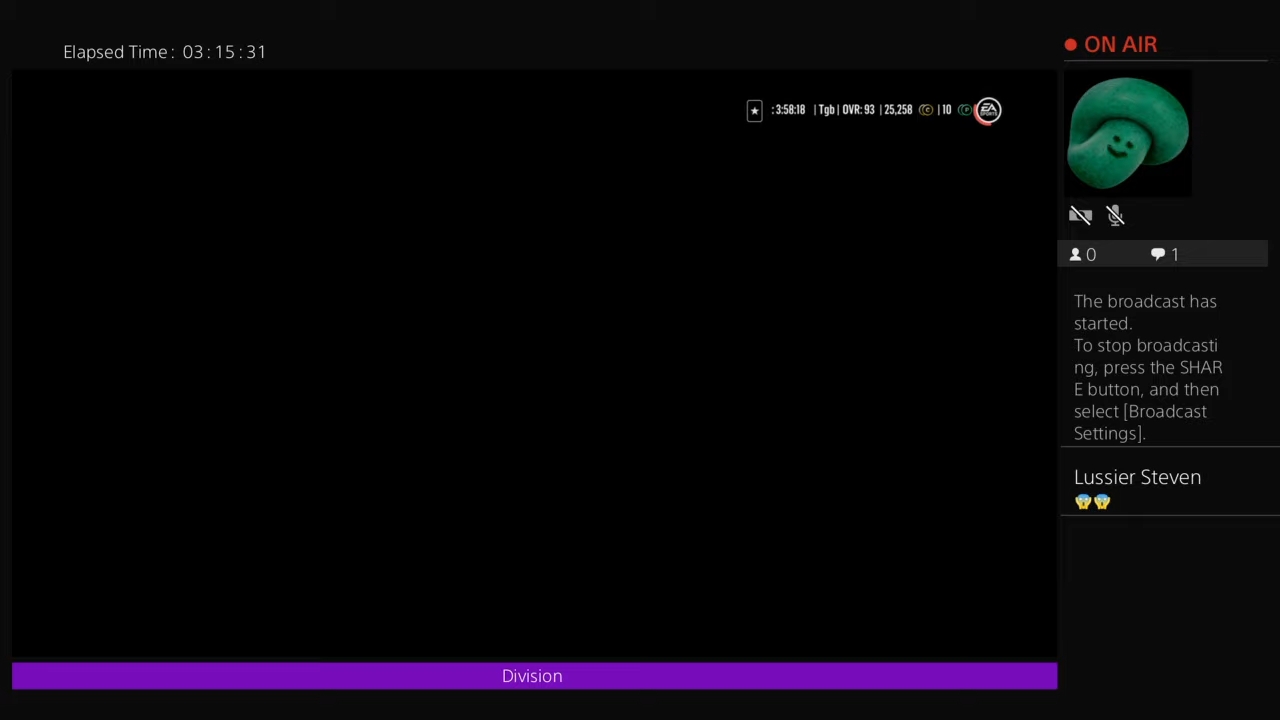 Elapsed Time: 03:15:31
ON AIR
:3:58:18 | Tgb | OVR: 93 | 25,258 C | 10 P EA SPORTS
0 1
The broadcast has
started.
To stop broadcasti
ng, press the SHAR
E button, and then
select [Broadcast
Settings].
Lussier Steven
😱😱
Division